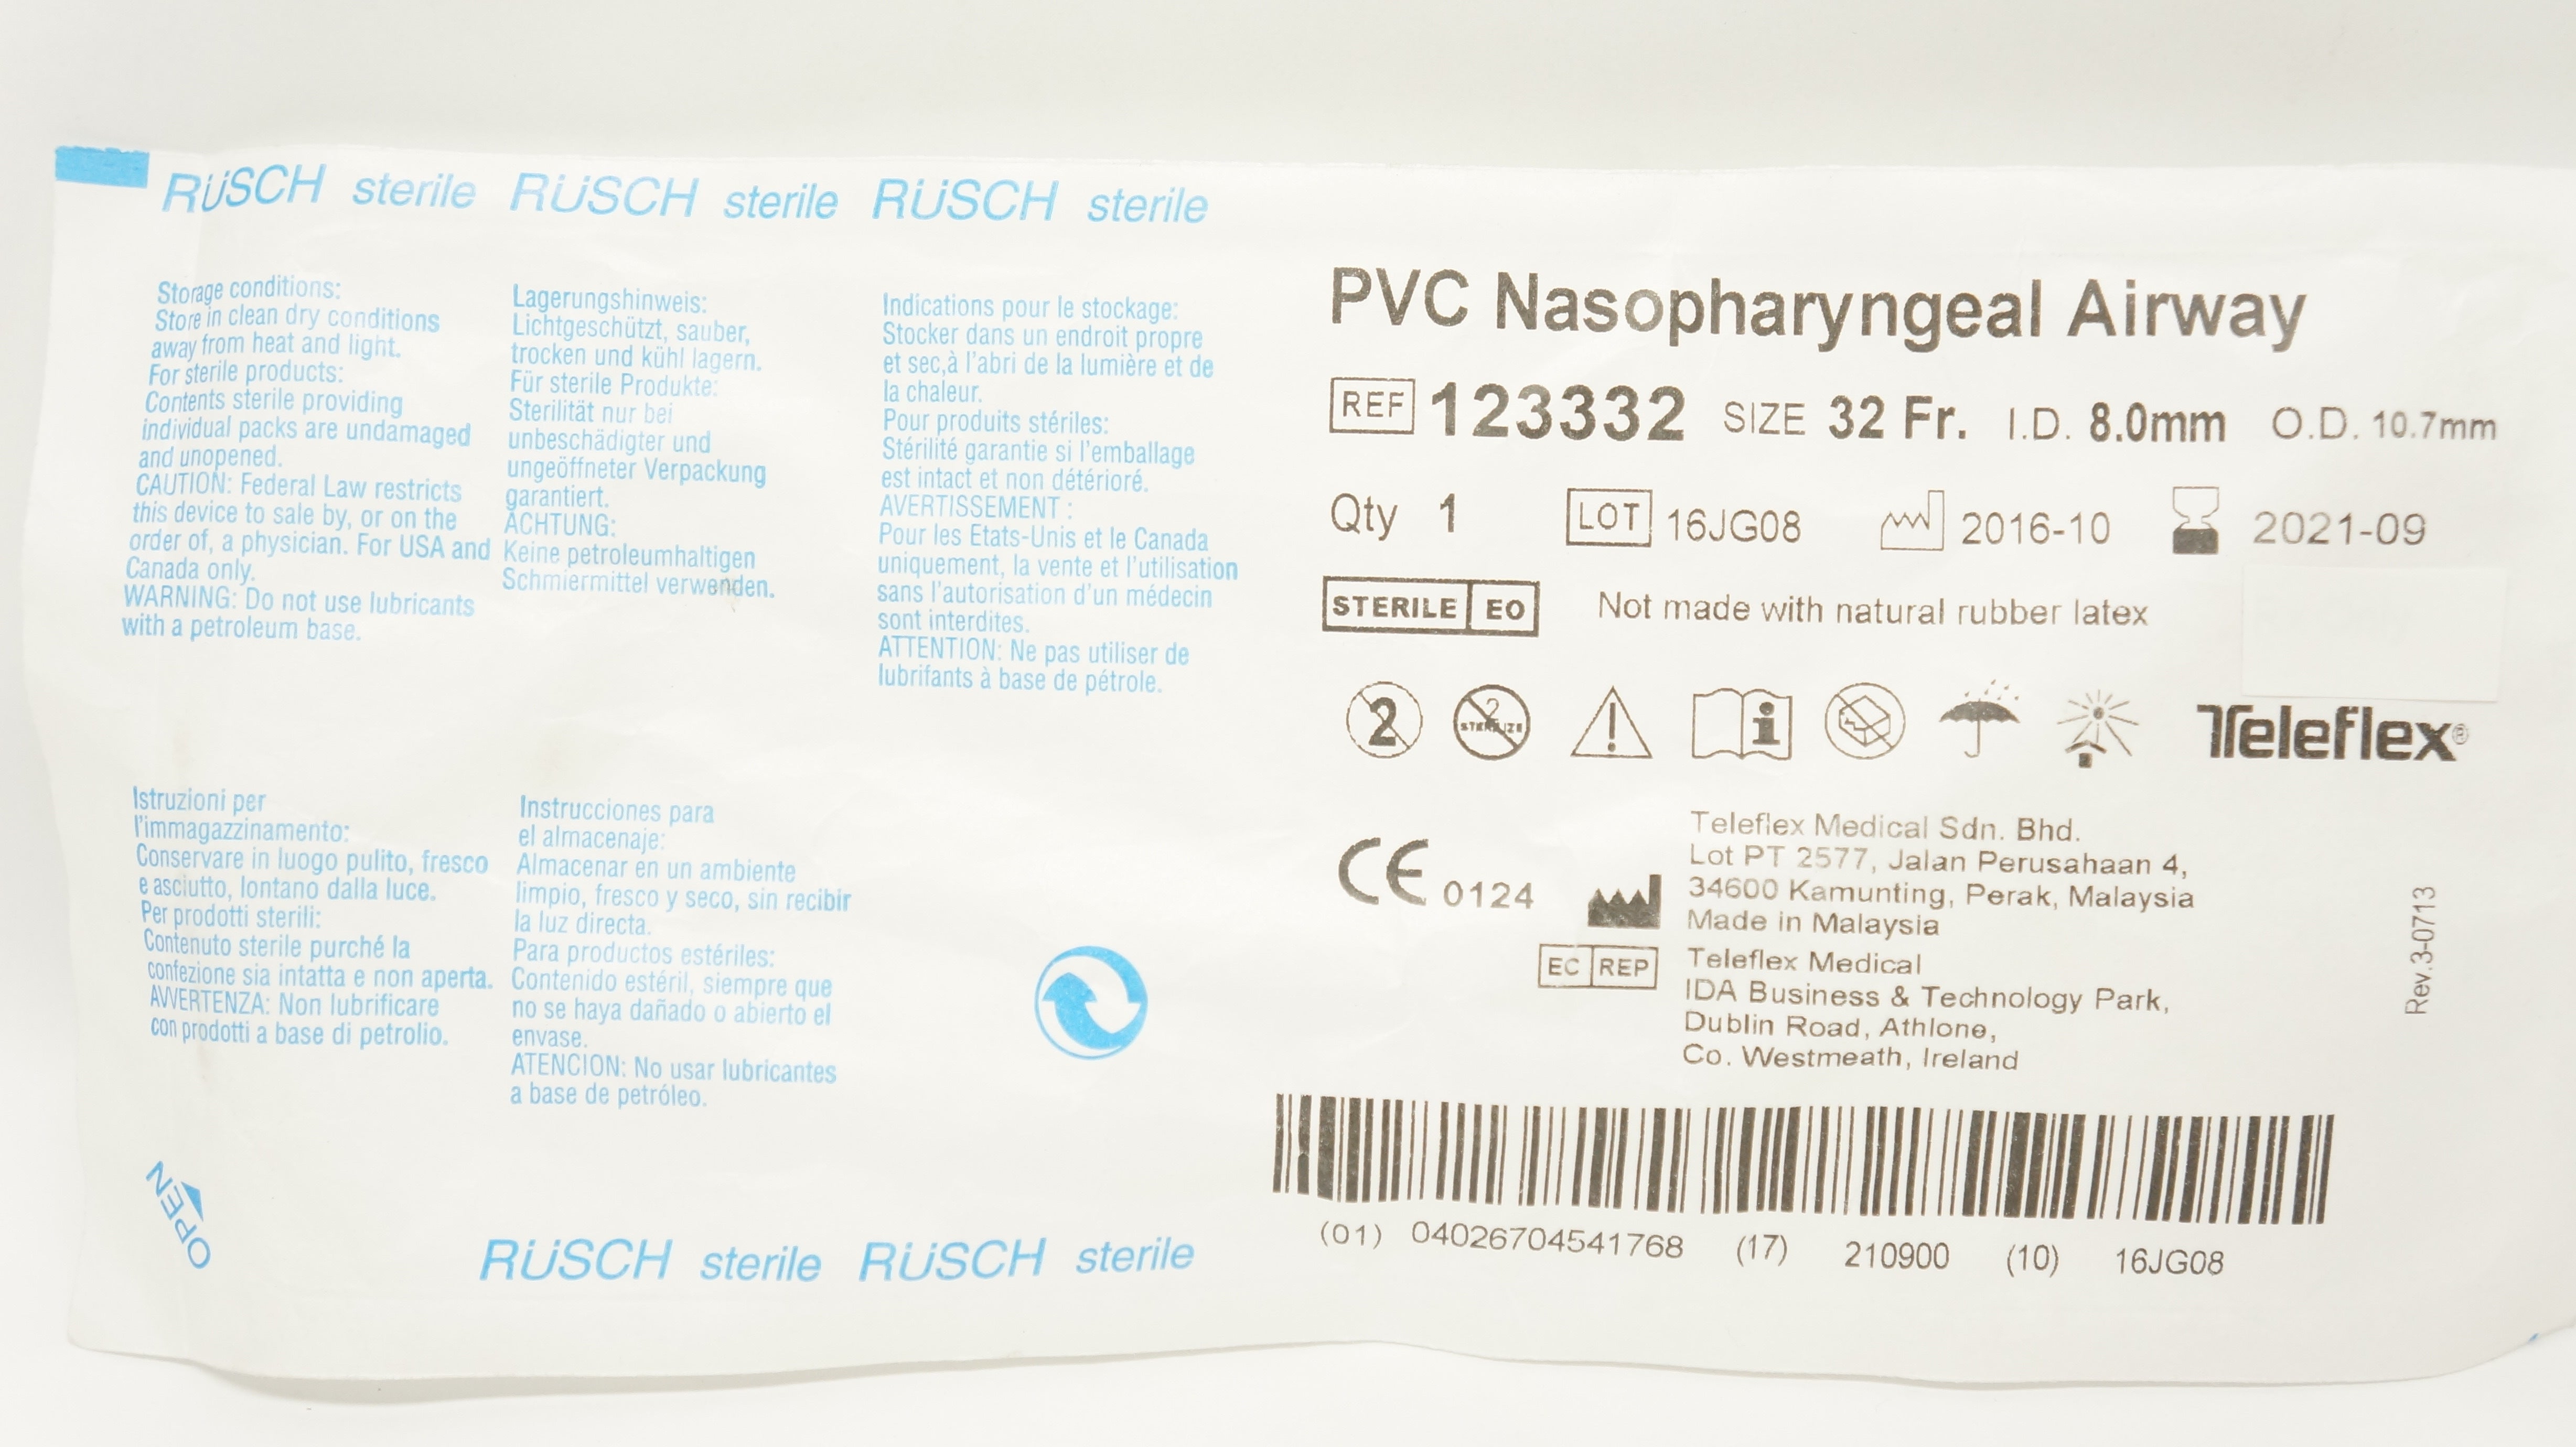 RÜSCH sterile RÜSCH sterile RÜSCH sterile
Storage conditions:
Store in clean dry conditions
away from heat and light.
For sterile products:
Contents sterile providing
individual packs are undamaged
and unopened.
CAUTION: Federal Law restricts
this device to sale by, or on the
order of, a physician. For USA and
Canada only.
WARNING: Do not use lubricants
with a petroleum base.
Lagerungshinweis:
Lichtgeschützt, sauber,
trocken und kühl lagern.
Für sterile Produkte:
Sterilität nur bei
unbeschädigter und
ungeöffneter Verpackung
garantiert.
ACHTUNG:
Keine petroleumhaltigen
Schmiermittel verwenden.
Indications pour le stockage:
Stocker dans un endroit propre
et sec,à l'abri de la lumière et de
la chaleur.
Pour produits stériles:
Stérilité garantie si l'emballage
est intact et non détérioré.
AVERTISSEMENT :
Pour les Etats-Unis et le Canada
uniquement, la vente et l'utilisation
sans l'autorisation d'un médecin
sont interdites.
ATTENTION: Ne pas utiliser de
lubrifants à base de pétrole.
Istruzioni per
l'immagazzinamento:
Conservare in luogo pulito, fresco
e asciutto, lontano dalla luce.
Per prodotti sterili:
Contenuto sterile purché la
confezione sia intatta e non aperta.
AVVERTENZA: Non lubrificare
con prodotti a base di petrolio.
Instrucciones para
el almacenaje:
Almacenar en un ambiente
limpio, fresco y seco, sin recibir
la luz directa.
Para productos estériles:
Contenido estéril, siempre que
no se haya dañado o abierto el
envase.
ATENCION: No usar lubricantes
a base de petróleo.
OPEN
RÜSCH sterile RÜSCH sterile
PVC Nasopharyngeal Airway
REF 123332 SIZE 32 Fr. I.D. 8.0mm O.D. 10.7mm
Qty 1 LOT 16JG08 2016-10 2021-09
STERILE EO Not made with natural rubber latex
2 2 STERILIZE ! i Teleflex®
CE 0124
Teleflex Medical Sdn. Bhd.
Lot PT 2577, Jalan Perusahaan 4,
34600 Kamunting, Perak, Malaysia
Made in Malaysia
EC REP Teleflex Medical
IDA Business & Technology Park,
Dublin Road, Athlone,
Co. Westmeath, Ireland
Rev.3-0713
(01) 04026704541768 (17) 210900 (10) 16JG08